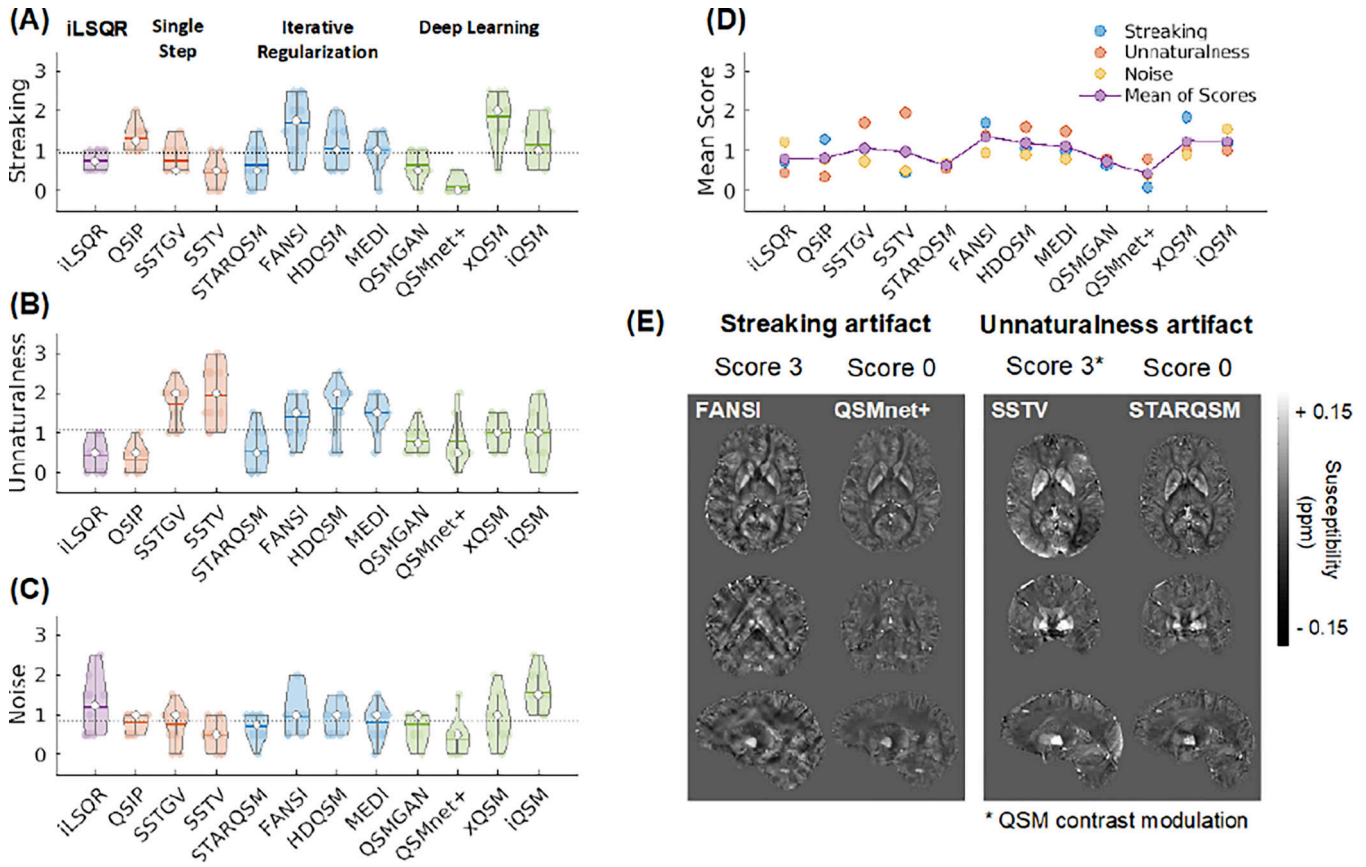 (A)
iLSQR Single Step Iterative Regularization Deep Learning
Streaking
3
2
1
0
iLSQR QSIP SSTGV SSTV STARQSM FANSI HDQSM MEDI QSMGAN QSMnet+ xQSM iQSM
(B)
Unnaturalness
3
2
1
0
iLSQR QSIP SSTGV SSTV STARQSM FANSI HDQSM MEDI QSMGAN QSMnet+ xQSM iQSM
(C)
Noise
3
2
1
0
iLSQR QSIP SSTGV SSTV STARQSM FANSI HDQSM MEDI QSMGAN QSMnet+ xQSM iQSM
(D)
Mean Score
3
2
1
0
Streaking
Unnaturalness
Noise
Mean of Scores
iLSQR QSIP SSTGV SSTV STARQSM FANSI HDQSM MEDI QSMGAN QSMnet+ xQSM iQSM
(E)
Streaking artifact Unnaturalness artifact
Score 3 Score 0 Score 3* Score 0
FANSI QSMnet+ SSTV STARQSM
+ 0.15
Susceptibility
(ppm)
- 0.15
* QSM contrast modulation